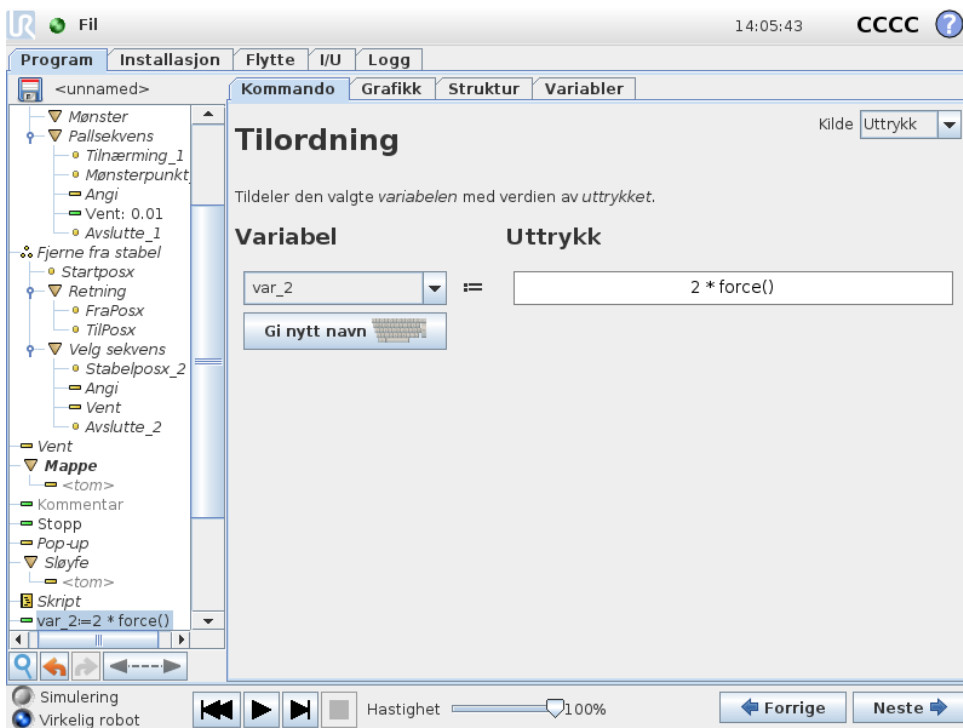 UR Fil 14:05:43 CCCC ?
Program Installasjon Flytte I/U Logg
<unnamed> Kommando Grafikk Struktur Variabler
Mønster
Pallsekvens
Tilnærming_1
Mønsterpunkt_
Angi
Vent: 0.01
Avslutte_1
Fjerne fra stabel
Startposx
Retning
FraPosx
TilPosx
Velg sekvens
Stabelposx_2
Angi
Vent
Avslutte_2
Vent
Mappe
<tom>
Kommentar
Stopp
Pop-up
Sløyfe
<tom>
Skript
var_2:=2 * force()
Kilde Uttrykk
Tilordning
Tildeler den valgte variabelen med verdien av uttrykket.
Variabel Uttrykk
var_2 := 2 * force()
Gi nytt navn
Simulering
Virkelig robot
Hastighet 100%
Forrige Neste